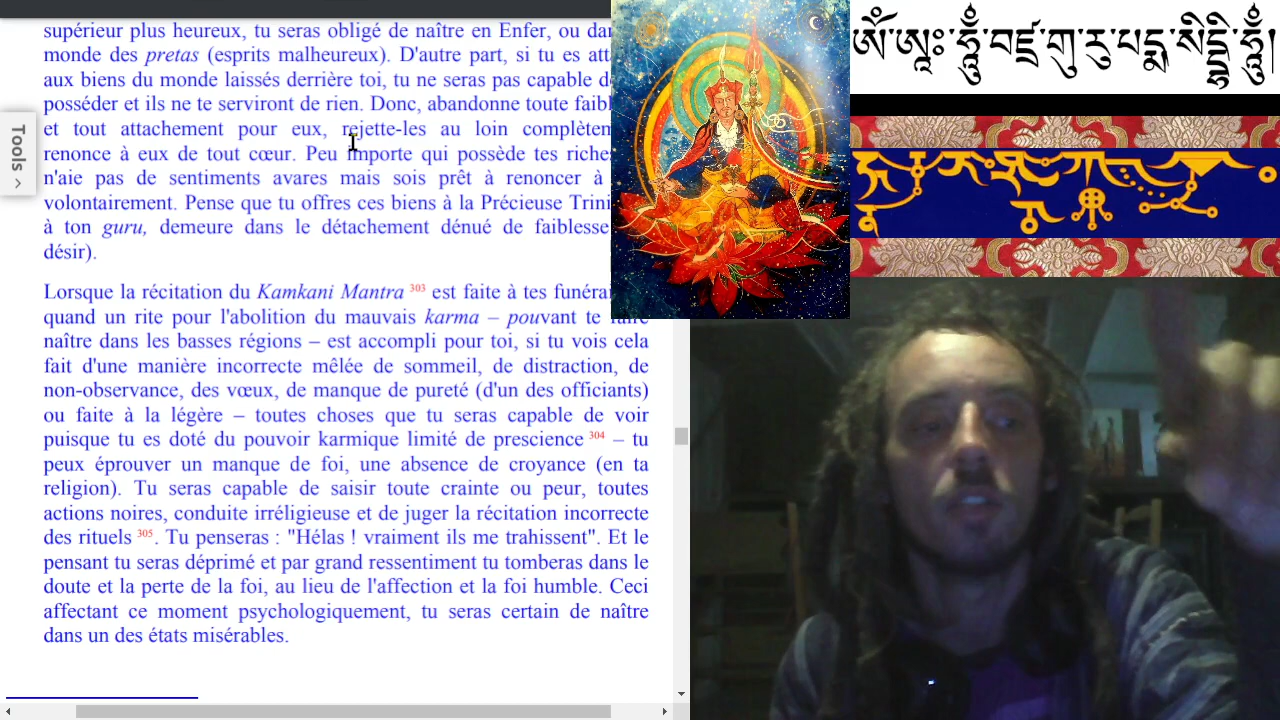 supérieur plus heureux, tu seras obligé de naître en Enfer, ou
monde des pretas (esprits malheureux). D'autre part, si tu es
aux biens du monde laissés derrière toi, tu ne seras pas capable
posséder et ils ne te serviront de rien. Donc, abandonne toute
et tout attachement pour eux, rejette-les au loin
renonce à eux de tout cœur. Peu importe qui possède tes
n'aie pas de sentiments avares mais sois prêt à renoncer à
volontairement. Pense que tu offres ces biens à la Précieuse
à ton guru, demeure dans le détachement dénué de faiblesse
désir).
Lorsque la récitation du Kamkani Mantra 303 est faite à tes
quand un rite pour l'abolition du mauvais karma – pouvant te faire
naître dans les basses régions – est accompli pour toi, si tu vois cela
fait d'une manière incorrecte mêlée de sommeil, de distraction, de
non-observance, des vœux, de manque de pureté (d'un des officiants)
ou faite à la légère – toutes choses que tu seras capable de voir
puisque tu es doté du pouvoir karmique limité de prescience 304 – tu
peux éprouver un manque de foi, une absence de croyance (en ta
religion). Tu seras capable de saisir toute crainte ou peur, toutes
actions noires, conduite irréligieuse et de juger la récitation incorrecte
des rituels 305. Tu penseras : "Hélas ! vraiment ils me trahissent". Et le
pensant tu seras déprimé et par grand ressentiment tu tomberas dans le
doute et la perte de la foi, au lieu de l'affection et la foi humble. Ceci
affectant ce moment psychologiquement, tu seras certain de naître
dans un des états misérables.
Tools
ༀ་ཨཱཿ་ཧཱུྃ་བཛྲ་གུ་རུ་པདྨ་སིདྡྷི་ཧཱུྃ།